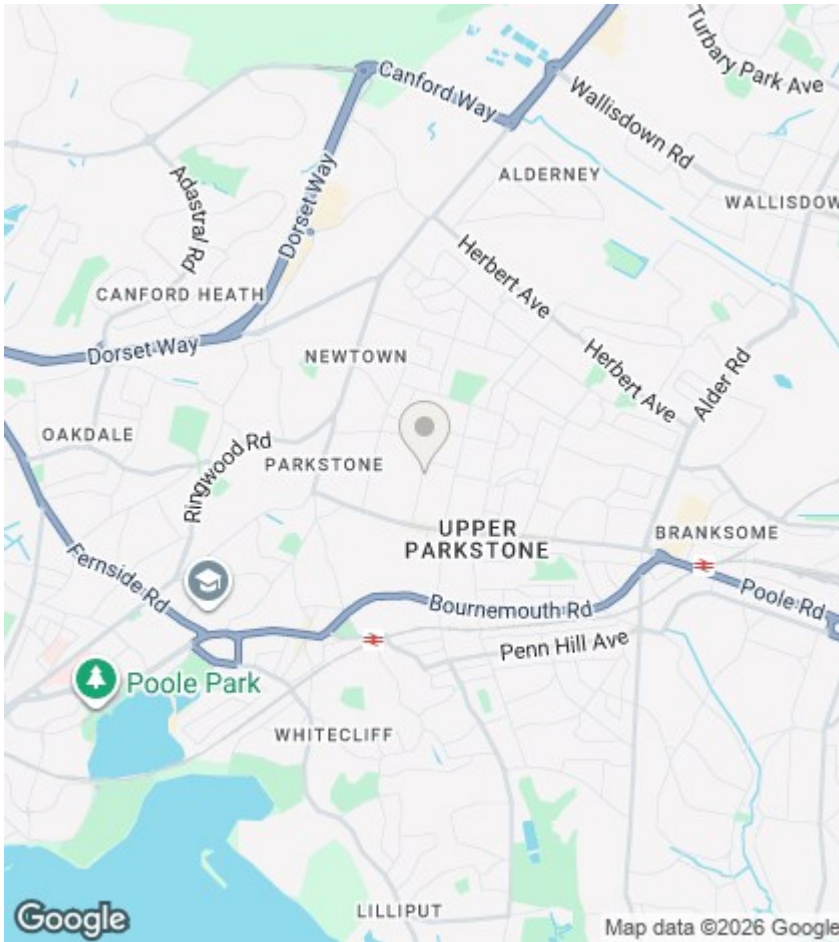 Turbary Park Ave
Canford Way
Wallisdown Rd
ALDERNEY
WALLISDOW
Adastral Rd
Dorset Way
Herbert Ave
CANFORD HEATH
Dorset Way
NEWTOWN
Herbert Ave
Alder Rd
OAKDALE
Ringwood Rd
PARKSTONE
UPPER
PARKSTONE
BRANKSOME
Fernside Rd
Bournemouth Rd
Poole Rd
Penn Hill Ave
Poole Park
WHITECLIFF
LILLIPUT
Google
Map data ©2026 Google